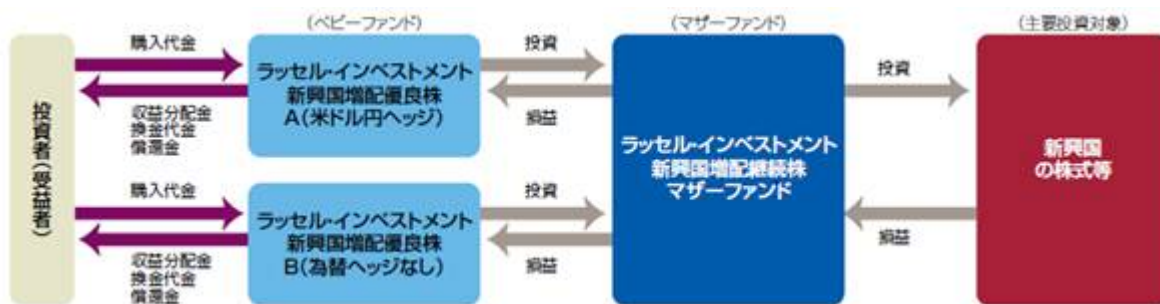 (ベビーファンド)
(マザーファンド)
(主要投資対象)
投資者(受益者)
購入代金
収益分配金
換金代金
償還金
ラッセル・インベストメント
新興国増配優良株
A(米ドル円ヘッジ)
投資
損益
購入代金
収益分配金
換金代金
償還金
ラッセル・インベストメント
新興国増配優良株
B(為替ヘッジなし)
投資
損益
ラッセル・インベストメント
新興国増配継続株
マザーファンド
投資
損益
新興国
の株式等